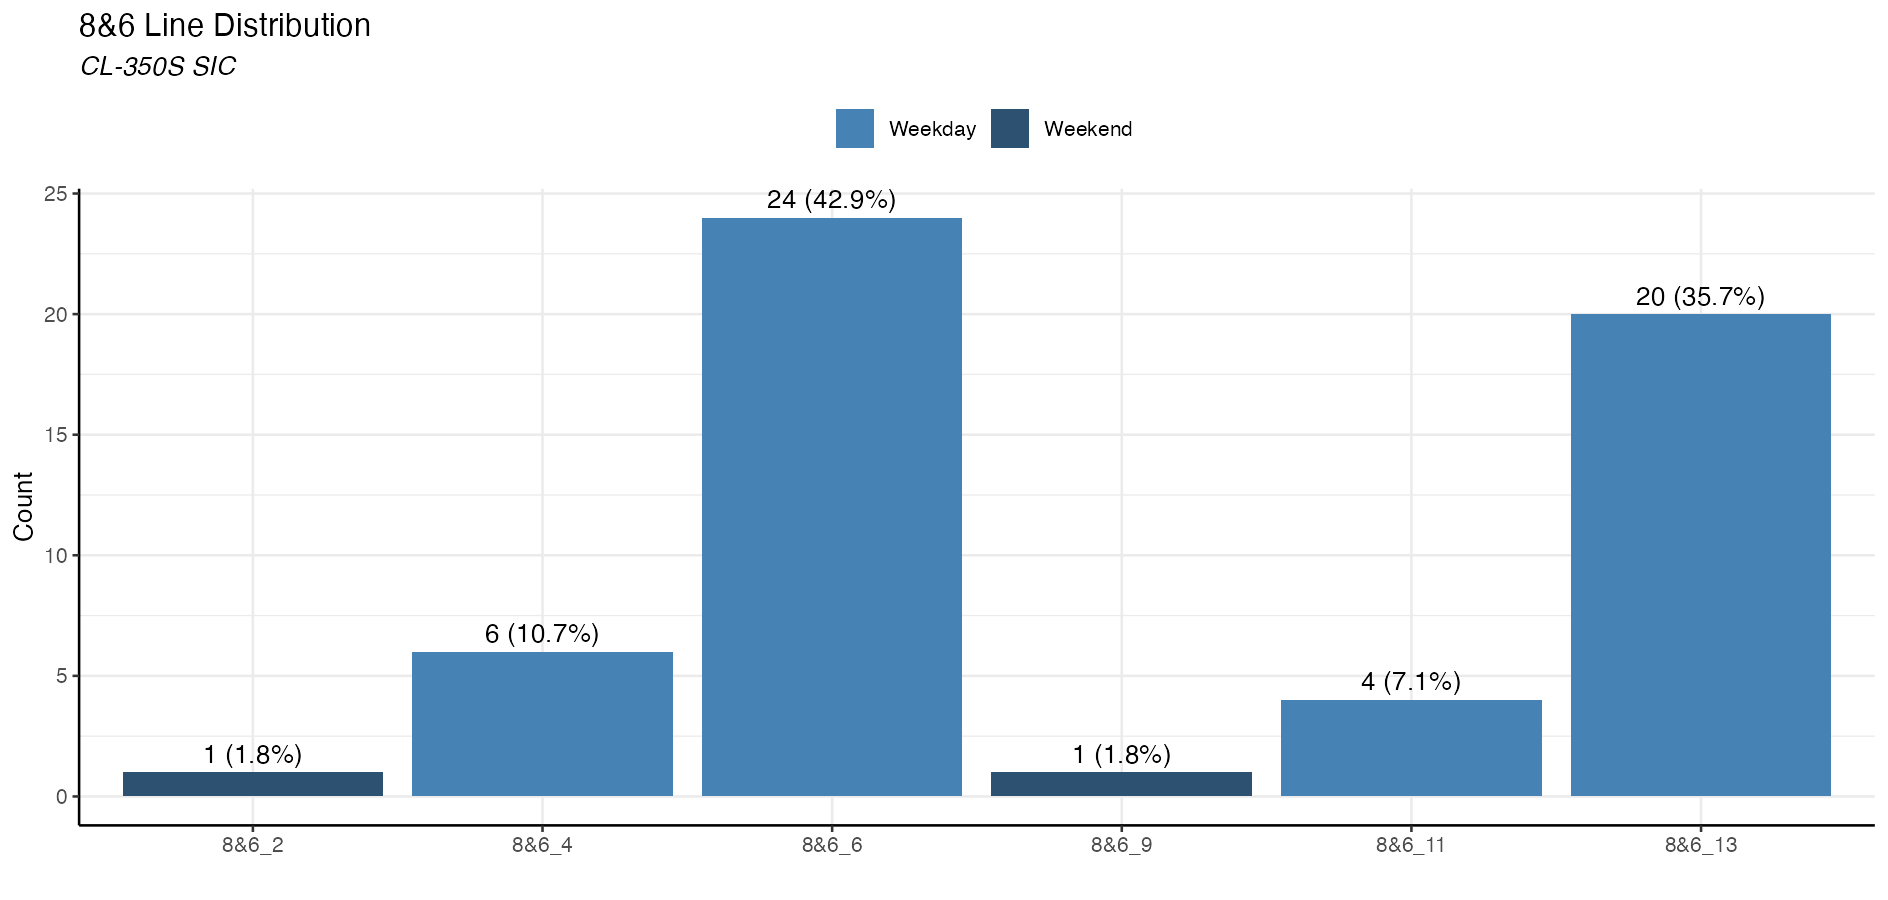 8&6 Line Distribution
CL-350S SIC
Weekday Weekend
25
20
15
10
5
0
Count
24 (42.9%)
20 (35.7%)
6 (10.7%)
4 (7.1%)
1 (1.8%)
1 (1.8%)
8&6_2 8&6_4 8&6_6 8&6_9 8&6_11 8&6_13